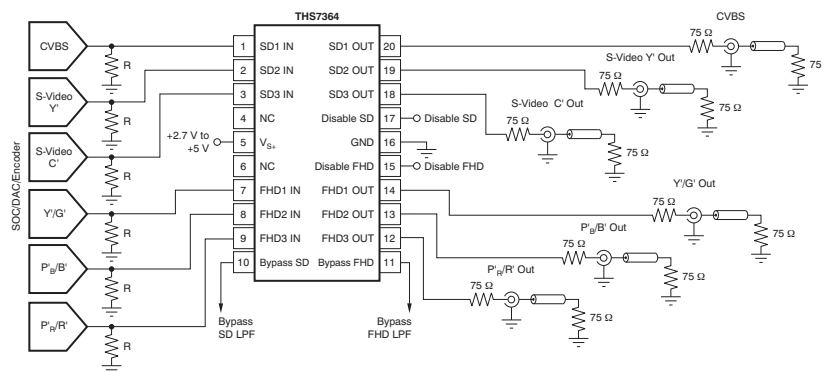 THS7364
CVBS
CVBS
R
1
SD1 IN
SD1 OUT
20
75 Ω
75
S-Video
Y'
R
2
SD2 IN
SD2 OUT
19
S-Video Y' Out
75 Ω
75 Ω
S-Video
C'
R
3
SD3 IN
SD3 OUT
18
S-Video C' Out
75 Ω
75 Ω
4
NC
Disable SD
17
Disable SD
+2.7 V to
+5 V
5
VS+
GND
16
6
NC
Disable FHD
15
Disable FHD
SOC/DAC/Encoder
Y'/G'
R
7
FHD1 IN
FHD1 OUT
14
Y'/G' Out
75 Ω
75 Ω
P'B/B'
R
8
FHD2 IN
FHD2 OUT
13
P'B/B' Out
75 Ω
75 Ω
P'R/R'
R
9
FHD3 IN
FHD3 OUT
12
P'R/R' Out
75 Ω
75 Ω
10
Bypass SD
Bypass FHD
11
Bypass
SD LPF
Bypass
FHD LPF